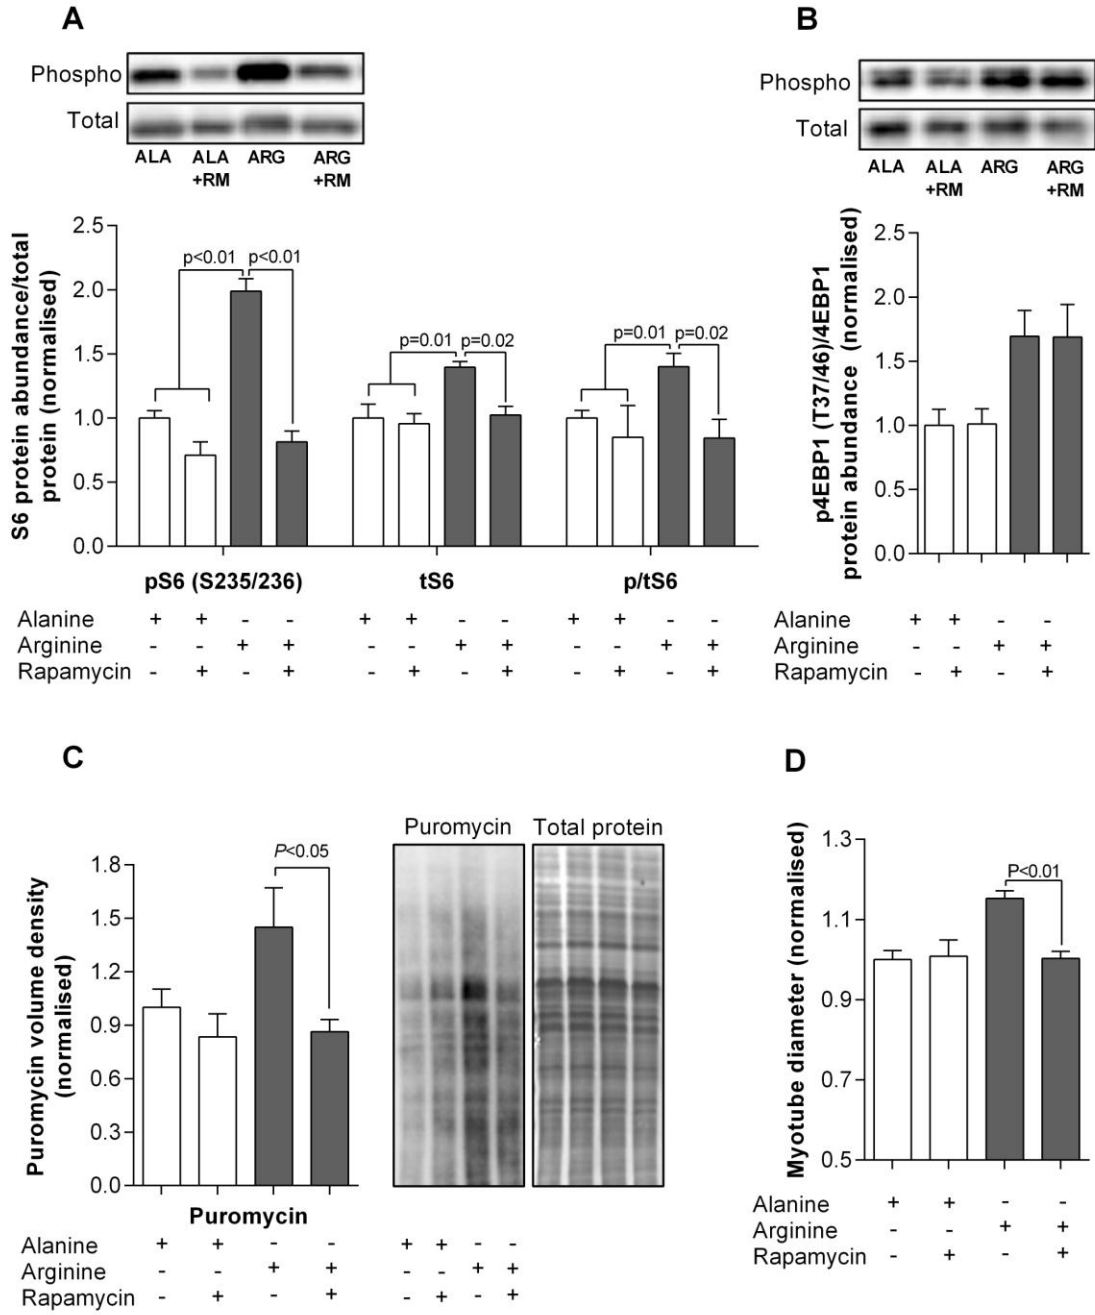 A
Phospho
Total
ALA ALA ARG ARG
+RM +RM
S6 protein abundance/total
protein (normalised)
2.5
2.0
1.5
1.0
0.5
0.0
p<0.01 p<0.01
p=0.01 p=0.02
p=0.01 p=0.02
pS6 (S235/236) tS6 p/tS6
Alanine + + - - + + - - + + - -
Arginine - - + + - - + + - - + +
Rapamycin - + - + - + - + - + - +
B
Phospho
Total
ALA ALA ARG ARG
+RM +RM
p4EBP1 (T37/46)/4EBP1
protein abundance (normalised)
2.5
2.0
1.5
1.0
0.5
0.0
Alanine + + - -
Arginine - - + +
Rapamycin - + - +
C
Puromycin volume density
(normalised)
1.8
1.5
1.2
0.9
0.6
0.3
0.0
P<0.05
Puromycin
Puromycin Total protein
Alanine + + - - + + - -
Arginine - - + + - - + +
Rapamycin - + - + - + - +
D
Myotube diameter (normalised)
1.3
1.1
0.9
0.7
0.5
P<0.01
Alanine + + - -
Arginine - - + +
Rapamycin - + - +